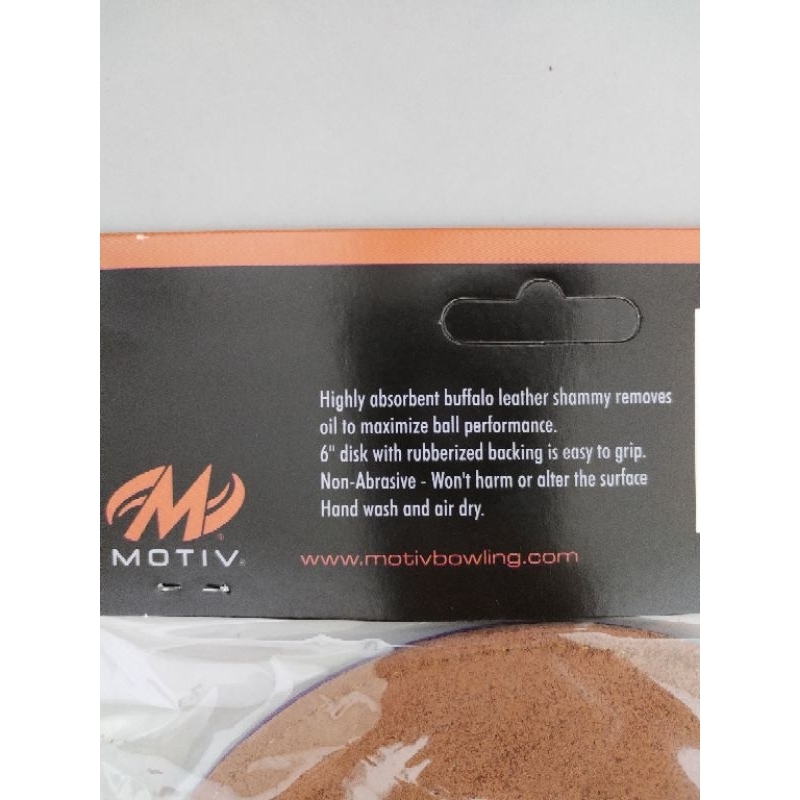 Highly absorbent buffalo leather shammy removes
oil to maximize ball performance.
6" disk with rubberized backing is easy to grip.
Non-Abrasive - Won't harm or alter the surface
Hand wash and air dry.
MOTIV®
www.motivbowling.com